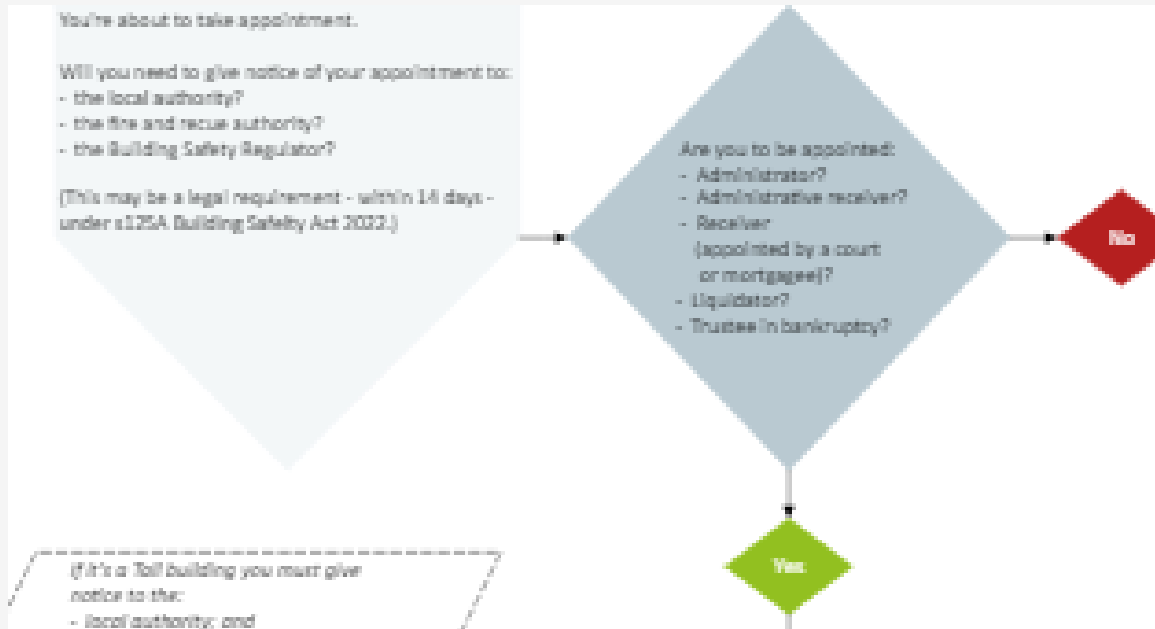 You're about to take appointment.
Will you need to give notice of your appointment to:
- the local authority?
- the fire and recue authority?
- the Building Safety Regulator?
(This may be a legal requirement - within 14 days -
under s125A Building Safelty Act 2022.)
Are you to be appointed:
- Administrator?
- Administrative receiver?
- Receiver
(appointed by a court
or mortgagee)?
- Liquidator?
- Trustee in bankruptcy?
No
Yes
If it's a Tall building you must give
notice to the:
- local authority; and